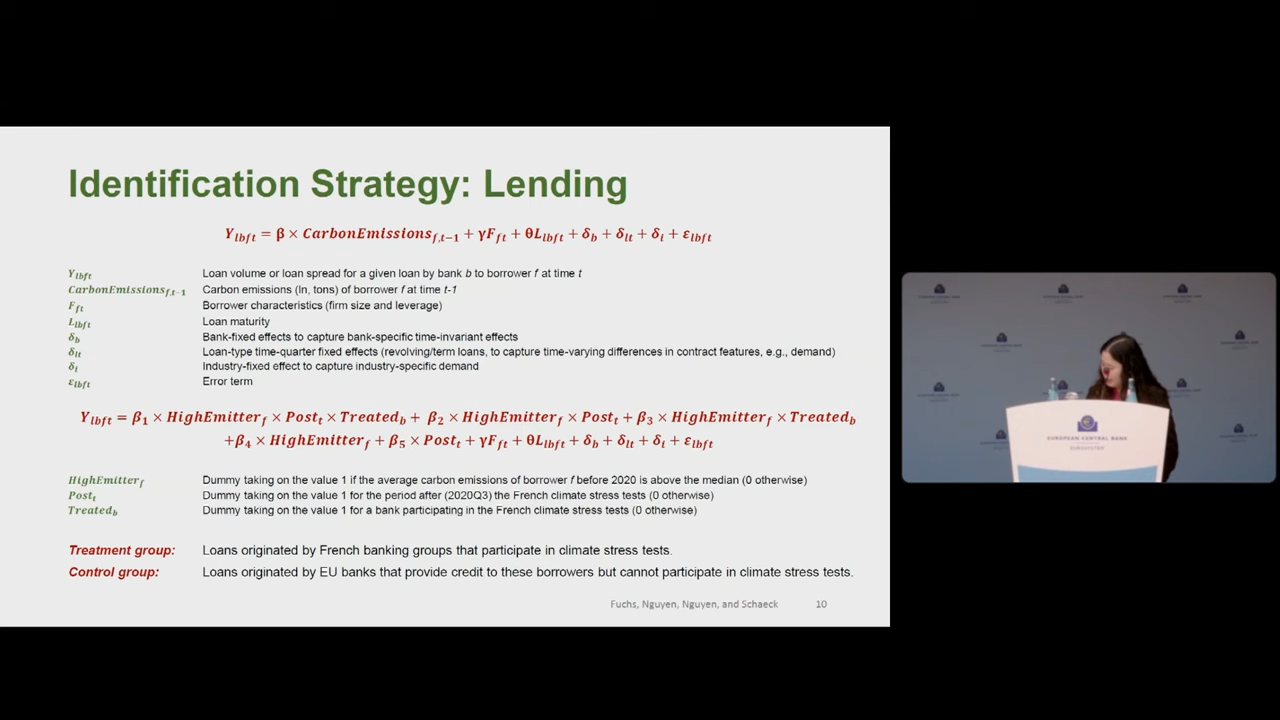 Identification Strategy: Lending
Y_lbft = β × CarbonEmissions_f,t−1 + γF_ft + θL_lbft + δ_b + δ_lt + δ_i + ε_lbft
Y_lbft Loan volume or loan spread for a given loan by bank b to borrower f at time t
CarbonEmissions_f,t−1 Carbon emissions (ln, tons) of borrower f at time t-1
F_ft Borrower characteristics (firm size and leverage)
L_lbft Loan maturity
δ_b Bank-fixed effects to capture bank-specific time-invariant effects
δ_lt Loan-type time-quarter fixed effects (revolving/term loans, to capture time-varying differences in contract features, e.g., demand)
δ_i Industry-fixed effect to capture industry-specific demand
ε_lbft Error term
Y_lbft = β_1 × HighEmitter_f × Post_t × Treated_b + β_2 × HighEmitter_f × Post_t + β_3 × HighEmitter_f × Treated_b
+β_4 × HighEmitter_f + β_5 × Post_t + γF_ft + θL_lbft + δ_b + δ_lt + δ_i + ε_lbft
HighEmitter_f Dummy taking on the value 1 if the average carbon emissions of borrower f before 2020 is above the median (0 otherwise)
Post_t Dummy taking on the value 1 for the period after (2020Q3) the French climate stress tests (0 otherwise)
Treated_b Dummy taking on the value 1 for a bank participating in the French climate stress tests (0 otherwise)
Treatment group: Loans originated by French banking groups that participate in climate stress tests.
Control group: Loans originated by EU banks that provide credit to these borrowers but cannot participate in climate stress tests.
Fuchs, Nguyen, Nguyen, and Schaeck 10
EUROPEAN CENTRAL BANK
EUROSYSTEM